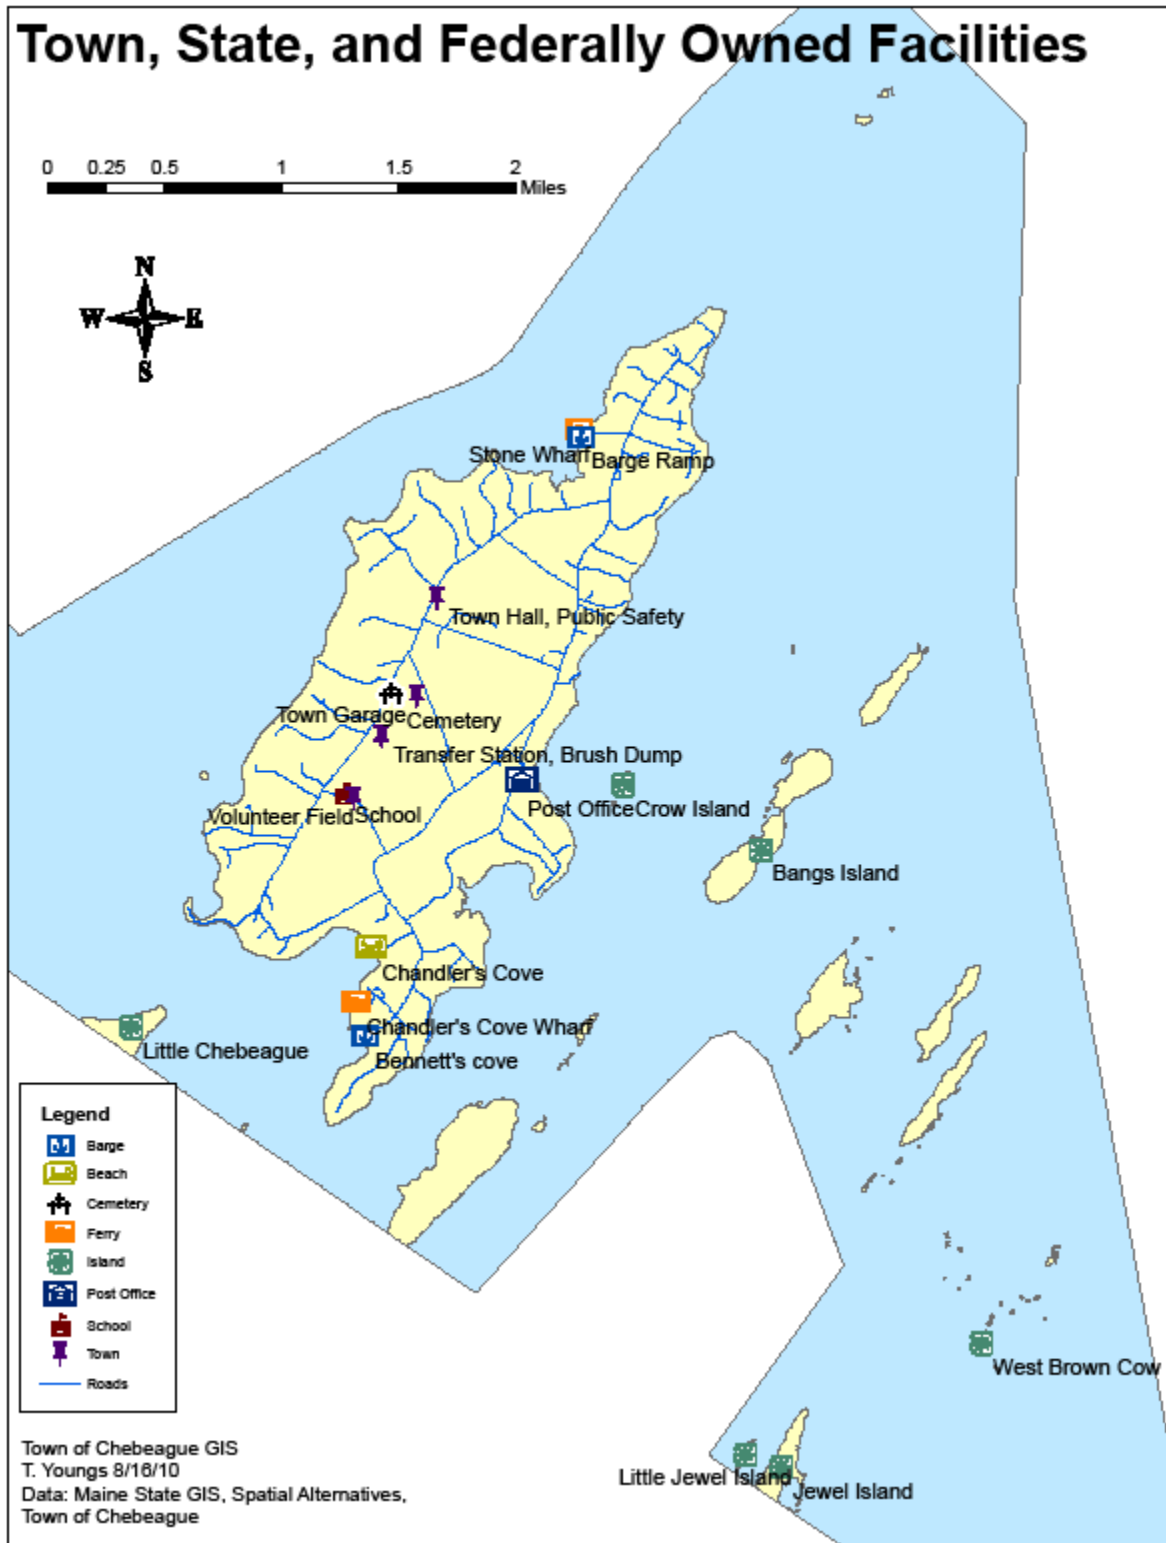 Town, State, and Federally Owned Facilities
0 0.25 0.5 1 1.5 2
Miles
N
W E
S
Stone Wharf
Barge Ramp
Town Hall, Public Safety
Town Garage
Cemetery
Transfer Station, Brush Dump
Post Office
Crow Island
Volunteer Field
School
Bangs Island
Chandler's Cove
Chandler's Cove Wharf
Bennett's cove
Little Chebeague
Legend
Barge
Beach
Cemetery
Ferry
Island
Post Office
School
Town
Roads
West Brown Cow
Little Jewel Island
Jewel Island
Town of Chebeague GIS
T. Youngs 8/16/10
Data: Maine State GIS, Spatial Alternatives,
Town of Chebeague